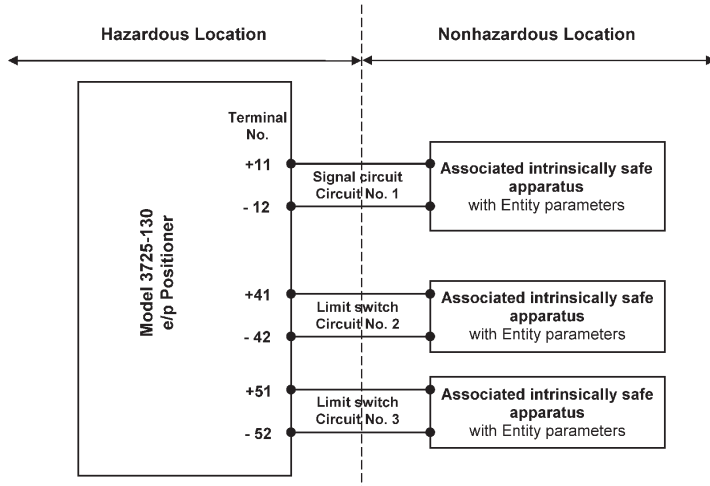 Hazardous Location
Nonhazardous Location
Model 3725-130
e/p Positioner
Terminal
No.
+11
- 12
Signal circuit
Circuit No. 1
Associated intrinsically safe
apparatus
with Entity parameters
+41
- 42
Limit switch
Circuit No. 2
Associated intrinsically safe
apparatus
with Entity parameters
+51
- 52
Limit switch
Circuit No. 3
Associated intrinsically safe
apparatus
with Entity parameters